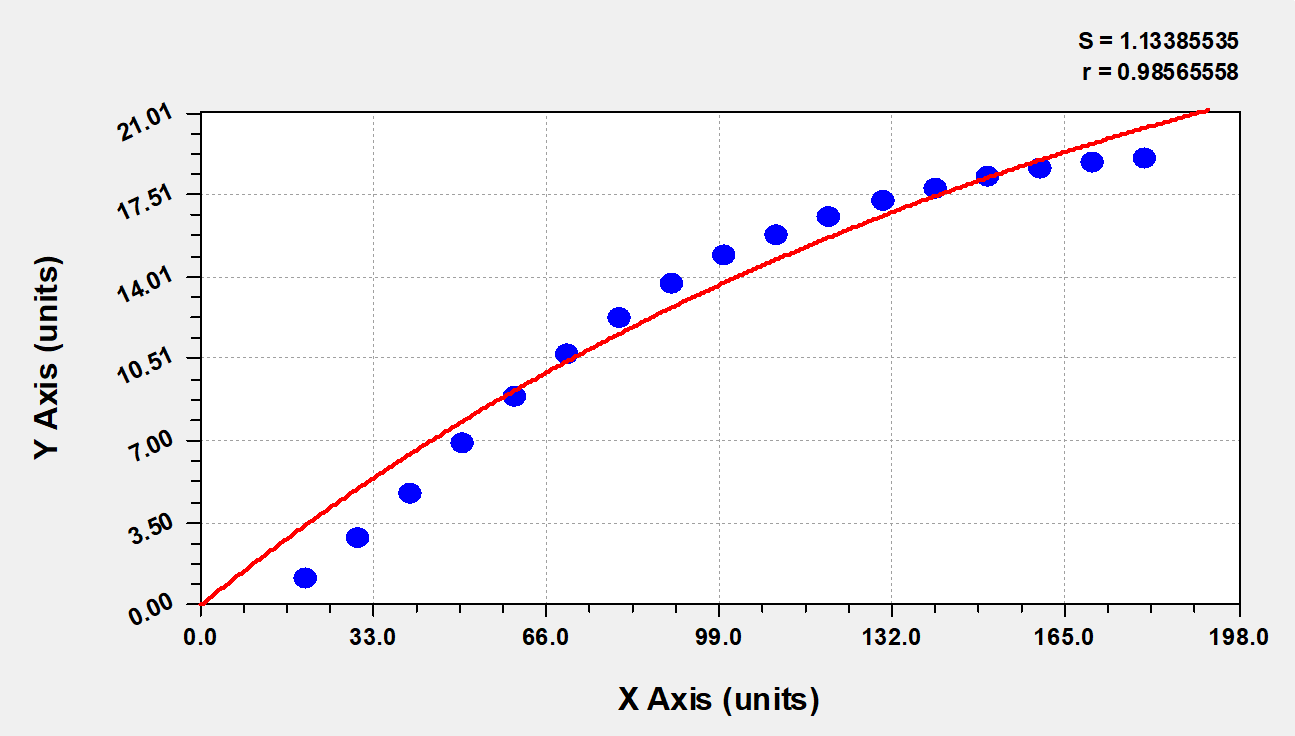 S = 1.13385535
r = 0.98565558
21.01
17.51
14.01
10.51
7.00
3.50
0.00
Y Axis (units)
0.0 33.0 66.0 99.0 132.0 165.0 198.0
X Axis (units)